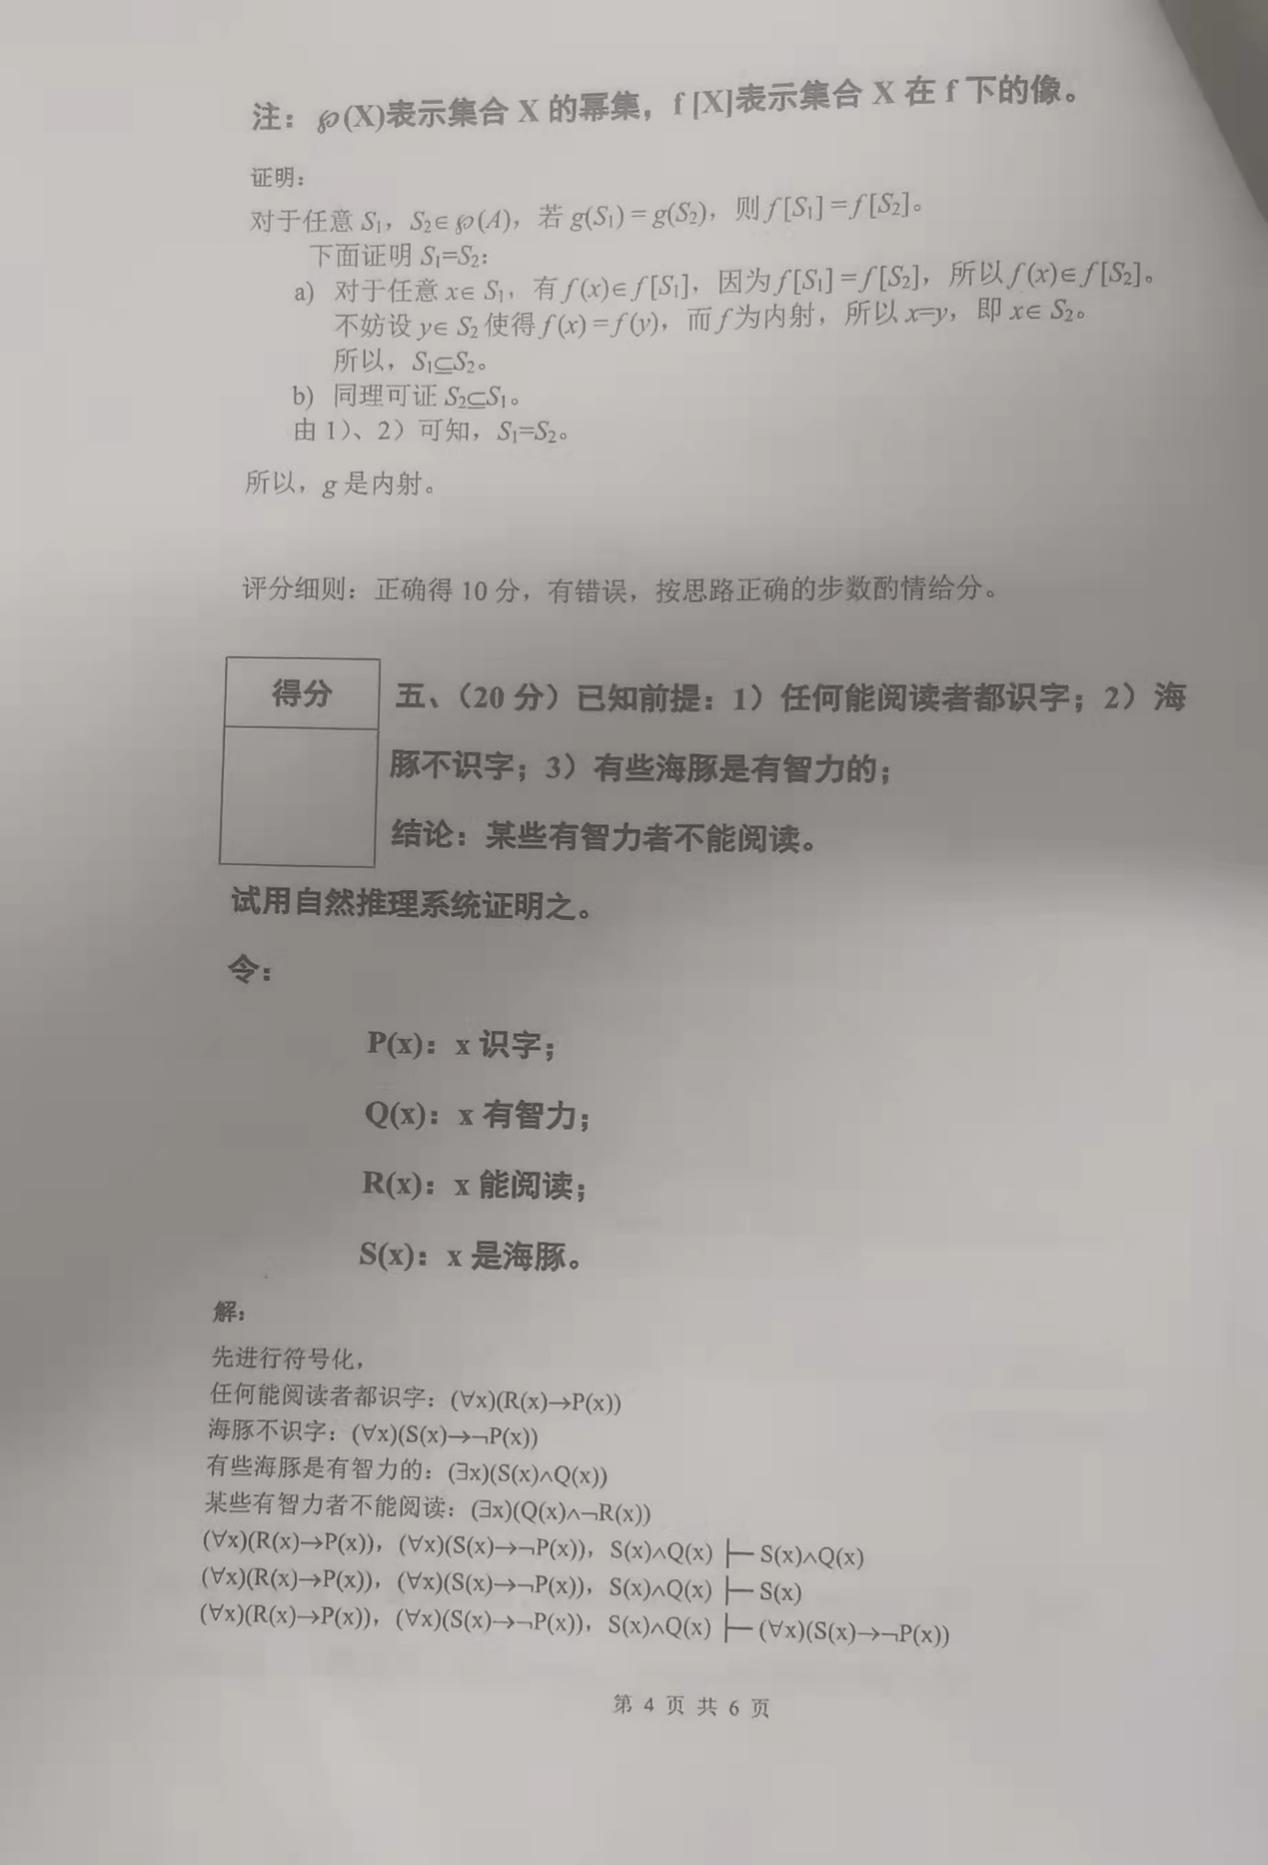 注：℘(X)表示集合 X 的幂集，f [X]表示集合 X 在 f 下的像。
证明：
对于任意 S₁，S₂∈℘(A)，若 g(S₁) = g(S₂)，则 f [S₁] = f [S₂]。
下面证明 S₁=S₂：
a) 对于任意 x∈ S₁，有 f (x)∈ f [S₁]，因为 f [S₁] = f [S₂]，所以 f (x)∈ f [S₂]。
不妨设 y∈ S₂ 使得 f (x) = f (y)，而 f 为内射，所以 x=y，即 x∈ S₂。
所以，S₁⊆S₂。
b) 同理可证 S₂⊆S₁。
由 1）、2）可知，S₁=S₂。
所以，g 是内射。
评分细则：正确得 10 分，有错误，按思路正确的步数酌情给分。
得分
五、（20 分）已知前提：1）任何能阅读者都识字；2）海
豚不识字；3）有些海豚是有智力的；
结论：某些有智力者不能阅读。
试用自然推理系统证明之。
令：
P(x)：x 识字；
Q(x)：x 有智力；
R(x)：x 能阅读；
S(x)：x 是海豚。
解：
先进行符号化，
任何能阅读者都识字：(∀x)(R(x)→P(x))
海豚不识字：(∀x)(S(x)→¬P(x))
有些海豚是有智力的：(∃x)(S(x)∧Q(x))
某些有智力者不能阅读：(∃x)(Q(x)∧¬R(x))
(∀x)(R(x)→P(x))，(∀x)(S(x)→¬P(x))，S(x)∧Q(x) ├─ S(x)∧Q(x)
(∀x)(R(x)→P(x))，(∀x)(S(x)→¬P(x))，S(x)∧Q(x) ├─ S(x)
(∀x)(R(x)→P(x))，(∀x)(S(x)→¬P(x))，S(x)∧Q(x) ├─ (∀x)(S(x)→¬P(x))
第 4 页 共 6 页